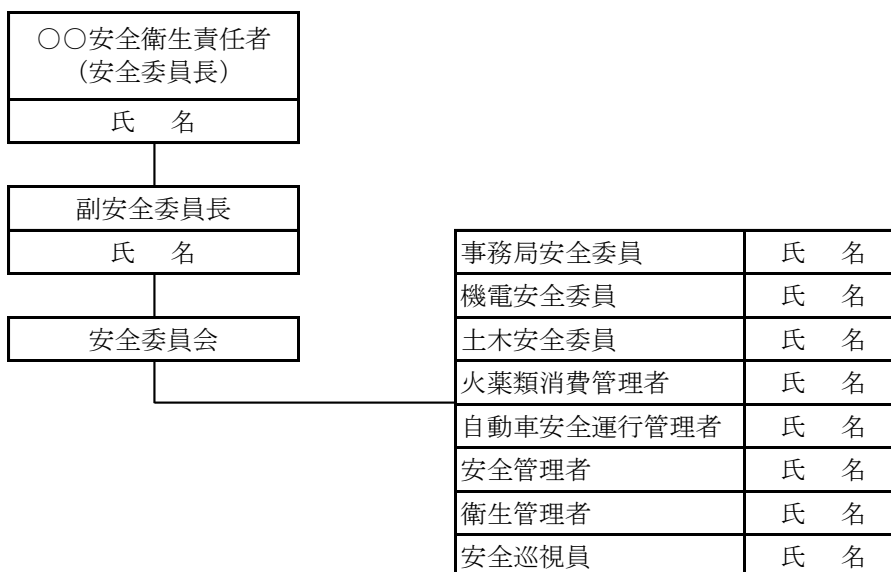 ○○安全衛生責任者
(安全委員長)
氏 名
副安全委員長
氏 名
安全委員会
事務局安全委員 氏 名
機電安全委員 氏 名
土木安全委員 氏 名
火薬類消費管理者 氏 名
自動車安全運行管理者 氏 名
安全管理者 氏 名
衛生管理者 氏 名
安全巡視員 氏 名